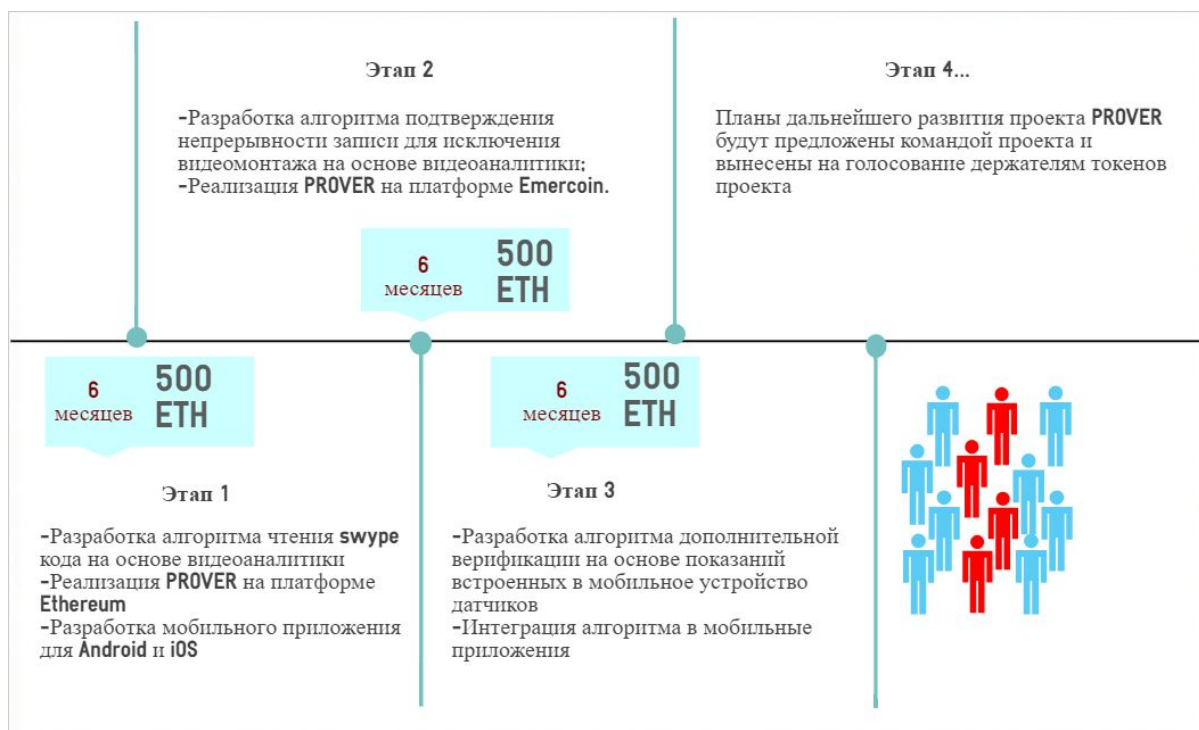 Этап 2
-Разработка алгоритма подтверждения
непрерывности записи для исключения
видеомонтажа на основе видеоаналитики;
-Реализация PROVER на платформе Emercoin.
6
месяцев
500
ETH
Этап 4...
Планы дальнейшего развития проекта PROVER
будут предложены командой проекта и
вынесены на голосование держателям токенов
проекта
6
месяцев
500
ETH
Этап 1
-Разработка алгоритма чтения swype
кода на основе видеоаналитики
-Реализация PROVER на платформе
Ethereum
-Разработка мобильного приложения
для Android и iOS
6
месяцев
500
ETH
Этап 3
-Разработка алгоритма дополнительной
верификации на основе показаний
встроенных в мобильное устройство
датчиков
-Интеграция алгоритма в мобильные
приложения